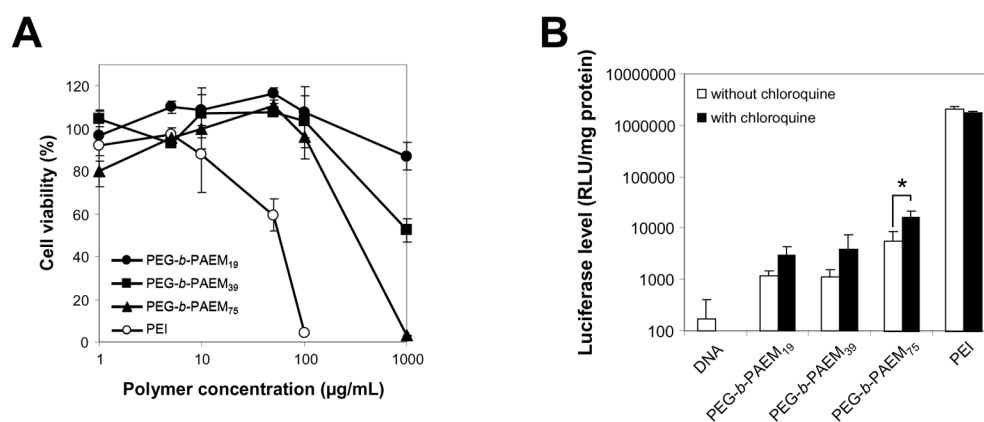 A
Cell viability (%)
120
100
80
60
40
20
0
PEG-b-PAEM19
PEG-b-PAEM39
PEG-b-PAEM75
PEI
1
10
100
1000
Polymer concentration (µg/mL)
B
Luciferase level (RLU/mg protein)
10000000
1000000
100000
10000
1000
100
without chloroquine
with chloroquine
*
DNA
PEG-b-PAEM19
PEG-b-PAEM39
PEG-b-PAEM75
PEI